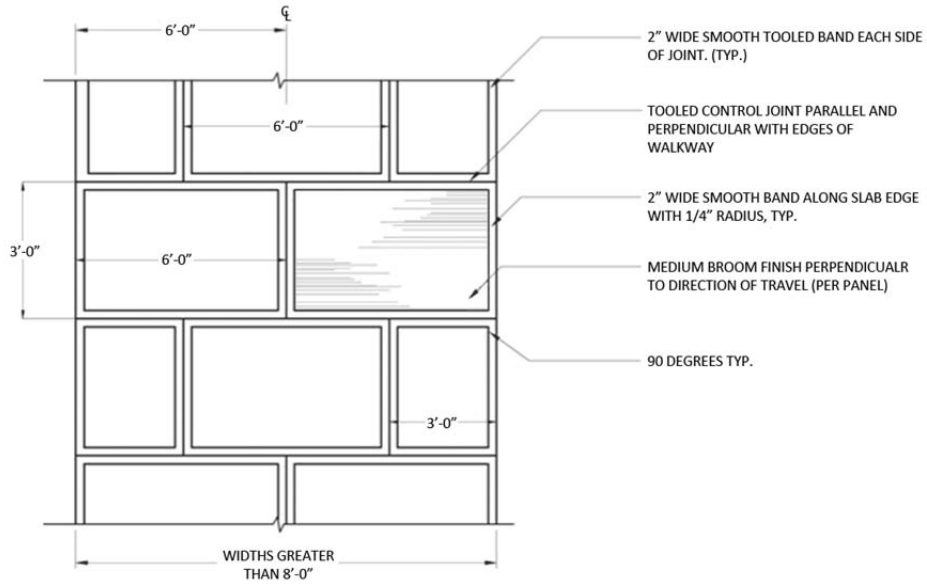 ℄
6’-0”
2” WIDE SMOOTH TOOLED BAND EACH SIDE
OF JOINT. (TYP.)
6’-0”
TOOLED CONTROL JOINT PARALLEL AND
PERPENDICULAR WITH EDGES OF
WALKWAY
2” WIDE SMOOTH BAND ALONG SLAB EDGE
WITH 1/4” RADIUS, TYP.
3’-0”
6’-0”
MEDIUM BROOM FINISH PERPENDICUALR
TO DIRECTION OF TRAVEL (PER PANEL)
90 DEGREES TYP.
3’-0”
WIDTHS GREATER
THAN 8’-0”